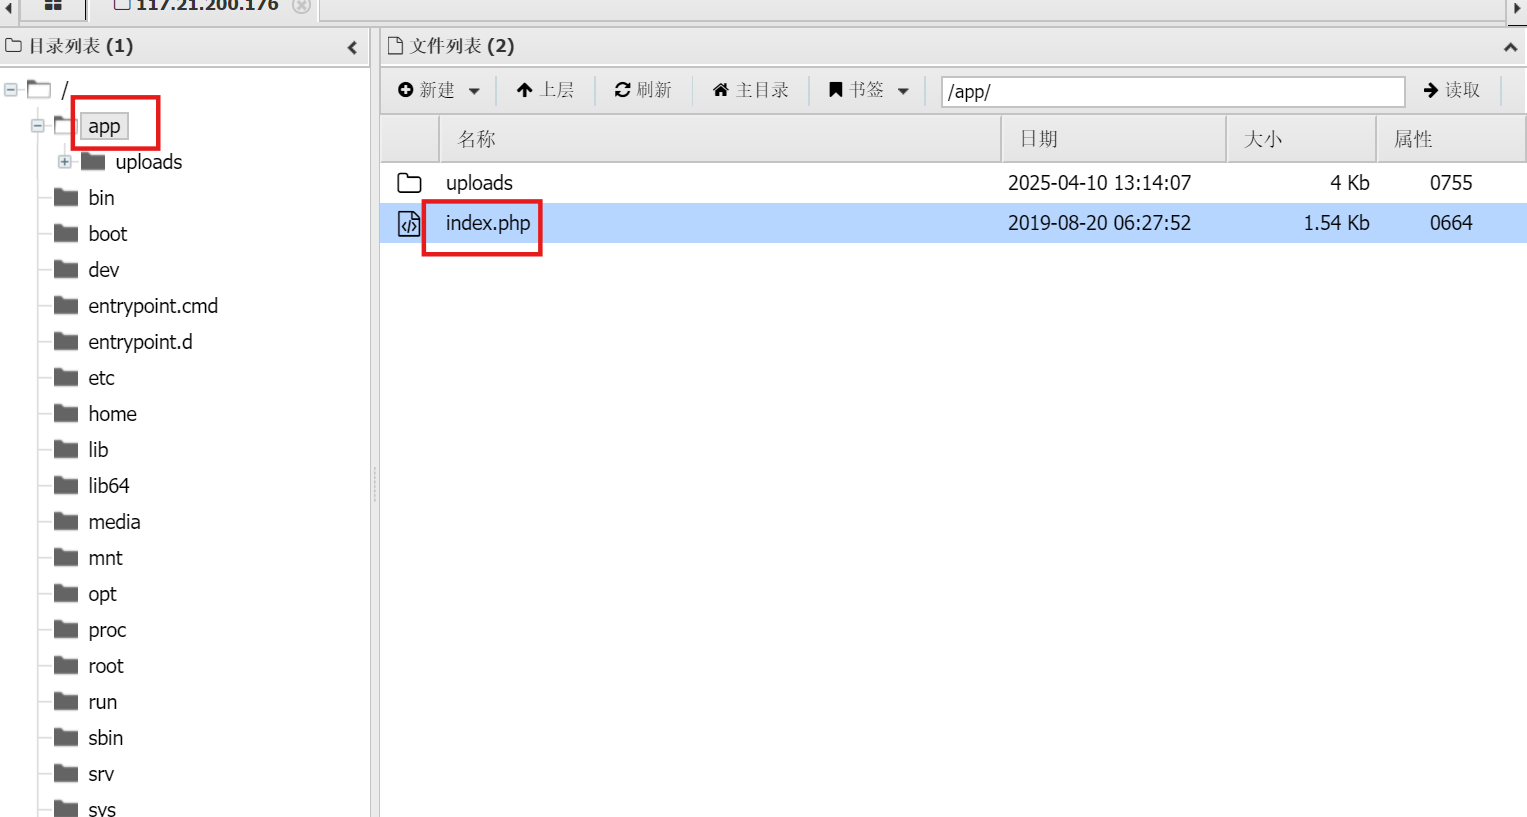 117.21.200.176
目录列表 (1)
文件列表 (2)
新建
上层
刷新
主目录
书签
/app/
读取
/
app
uploads
bin
boot
dev
entrypoint.cmd
entrypoint.d
etc
home
lib
lib64
media
mnt
opt
proc
root
run
sbin
srv
sys
名称 日期 大小 属性
uploads 2025-04-10 13:14:07 4 Kb 0755
index.php 2019-08-20 06:27:52 1.54 Kb 0664